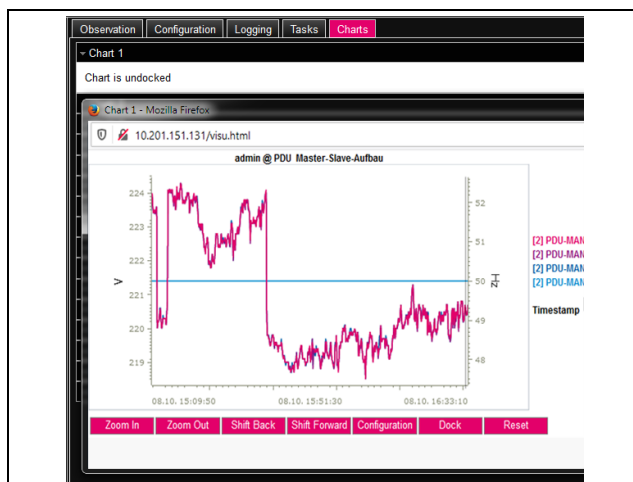 Observation Configuration Logging Tasks Charts
Chart 1
Chart is undocked
Chart 1 - Mozilla Firefox
10.201.151.131/visu.html
admin @ PDU Master-Slave-Aufbau
224
223
222
221
220
219
V
52
51
50
49
48
Hz
08.10. 15:09:50 08.10. 15:51:30 08.10. 16:33:10
[2] PDU-MAN
[2] PDU-MAN
[2] PDU-MAN
[2] PDU-MAN
Timestamp
Zoom In Zoom Out Shift Back Shift Forward Configuration Dock Reset